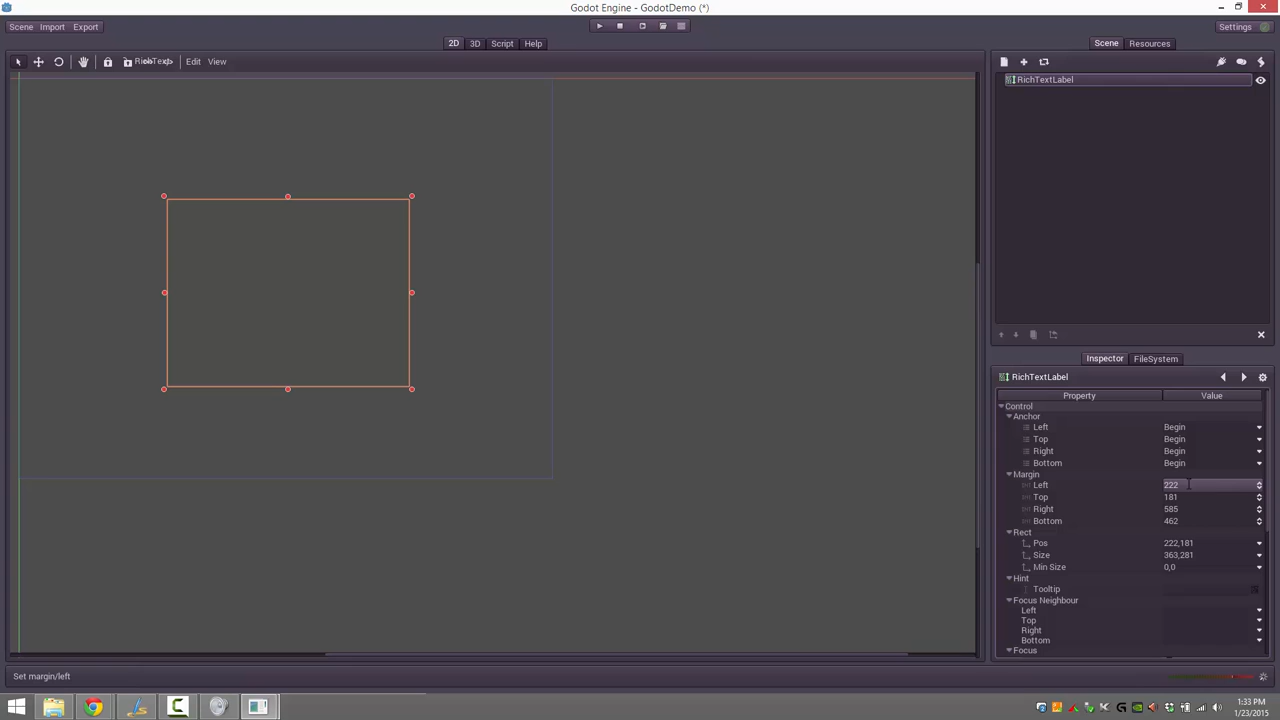 Godot Engine - GodotDemo (*)
Scene Import Export
Settings
2D 3D Script Help
Scene Resources
Edit View
RichTextLabel
Inspector FileSystem
RichTextLabel
Property Value
Control
Anchor
Left Begin
Top Begin
Right Begin
Bottom Begin
Margin
Left 222
Top 181
Right 585
Bottom 462
Rect
Pos 222,181
Size 363,281
Min Size 0,0
Hint
Tooltip
Focus Neighbour
Left
Top
Right
Bottom
Focus
Set margin/left
1:33 PM
1/23/2015